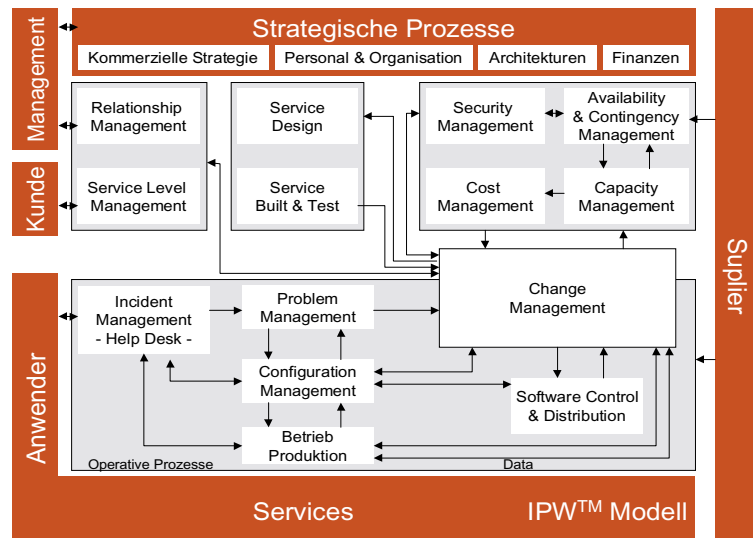 Strategische Prozesse
Kommerzielle Strategie
Personal & Organisation
Architekturen
Finanzen
Management
Kunde
Anwender
Suplier
Relationship
Management
Service Level
Management
Service
Design
Service
Built & Test
Security
Management
Availability
& Contingency
Management
Cost
Management
Capacity
Management
Change
Management
Incident
Management
- Help Desk -
Problem
Management
Configuration
Management
Betrieb
Produktion
Software Control
& Distribution
Operative Prozesse
Data
Services
IPW™ Modell